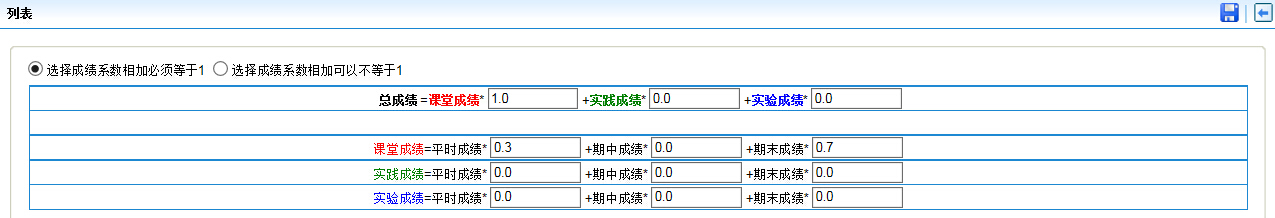 列表
选择成绩系数相加必须等于1 选择成绩系数相加可以不等于1
总成绩=课堂成绩* 1.0 +实践成绩* 0.0 +实验成绩* 0.0
课堂成绩=平时成绩* 0.3 +期中成绩* 0.0 +期末成绩* 0.7
实践成绩=平时成绩* 0.0 +期中成绩* 0.0 +期末成绩* 0.0
实验成绩=平时成绩* 0.0 +期中成绩* 0.0 +期末成绩* 0.0